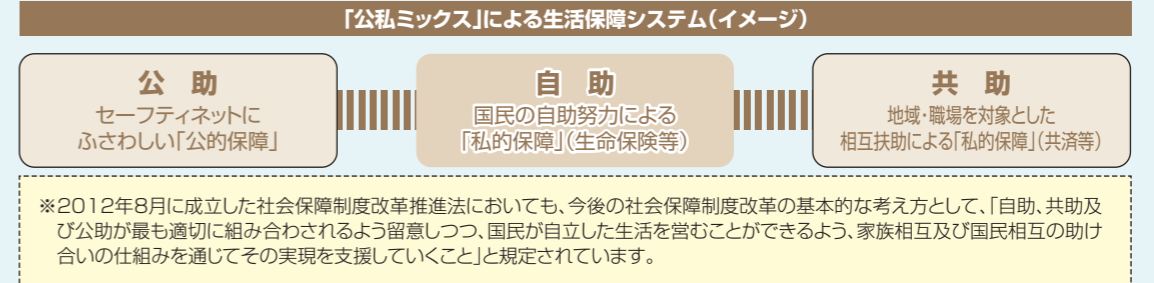 「公私ミックス」による生活保障システム(イメージ)
公 助
セーフティネットに
ふさわしい「公的保障」
自 助
国民の自助努力による
「私的保障」(生命保険等)
共 助
地域・職場を対象とした
相互扶助による「私的保障」(共済等)
※2012年8月に成立した社会保障制度改革推進法においても、今後の社会保障制度改革の基本的な考え方として、「自助、共助及
び公助が最も適切に組み合わされるよう留意しつつ、国民が自立した生活を営むことができるよう、家族相互及び国民相互の助け
合いの仕組みを通じてその実現を支援していくこと」と規定されています。